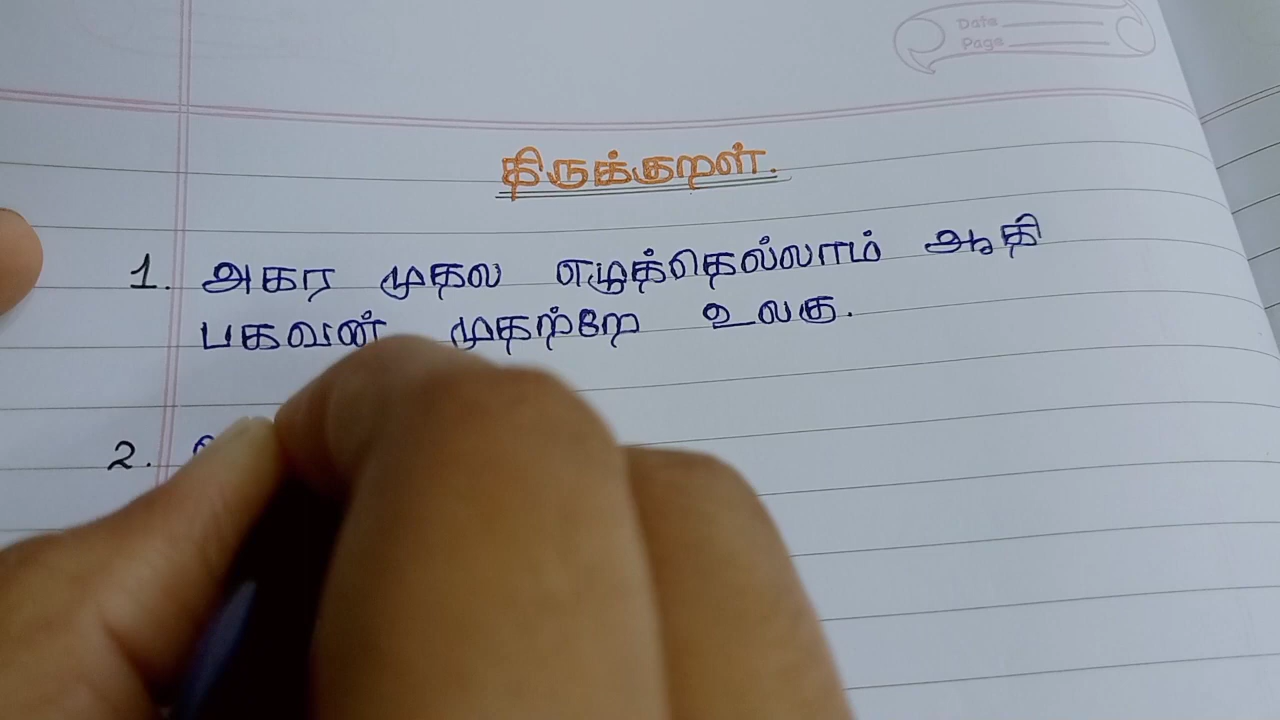 Date
Page
திருக்குறள்.
1. அகர முதல எழுத்தெல்லாம் ஆதி
பகவன் முதற்றே உலகு.
2.